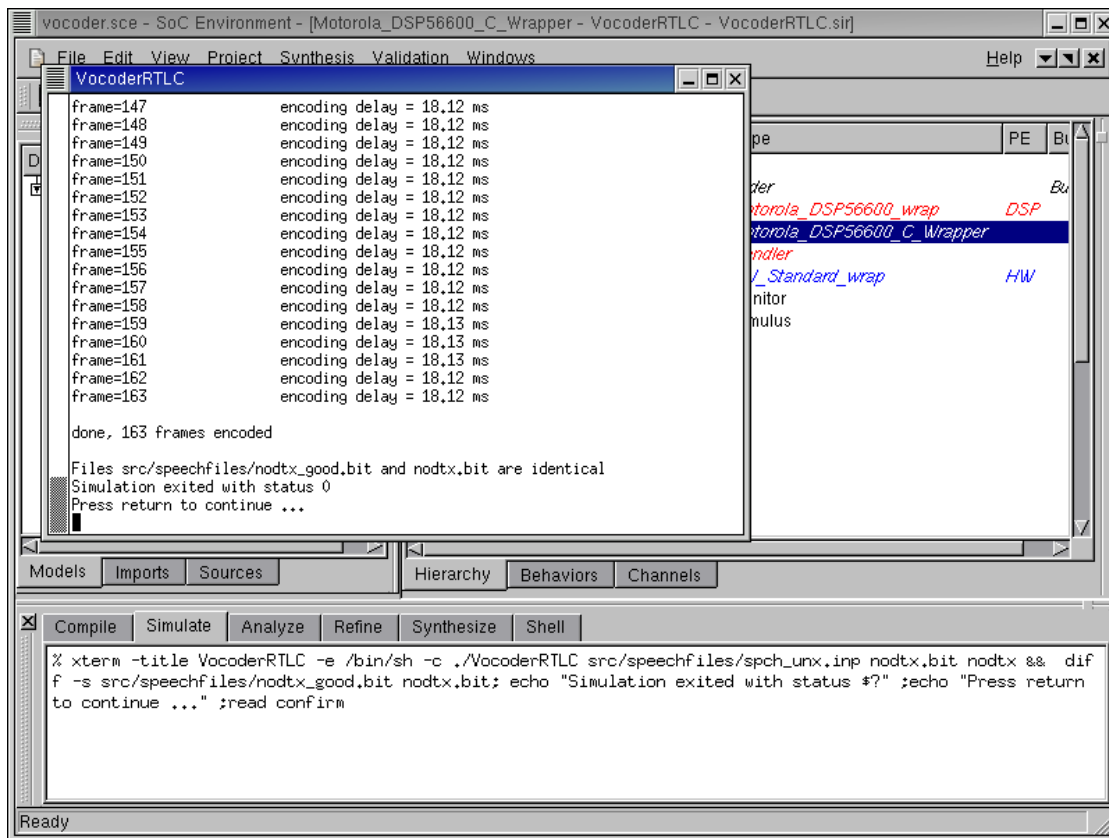 vocoder.sce - SoC Environment - [Motorola_DSP56600_C_Wrapper - VocoderRTLC - VocoderRTLC.sir]
File Edit View Project Synthesis Validation Windows Help
VocoderRTLC
frame=147 encoding delay = 18.12 ms
frame=148 encoding delay = 18.12 ms
frame=149 encoding delay = 18.12 ms
frame=150 encoding delay = 18.12 ms
frame=151 encoding delay = 18.12 ms
frame=152 encoding delay = 18.12 ms
frame=153 encoding delay = 18.12 ms
frame=154 encoding delay = 18.12 ms
frame=155 encoding delay = 18.12 ms
frame=156 encoding delay = 18.12 ms
frame=157 encoding delay = 18.12 ms
frame=158 encoding delay = 18.12 ms
frame=159 encoding delay = 18.13 ms
frame=160 encoding delay = 18.13 ms
frame=161 encoding delay = 18.13 ms
frame=162 encoding delay = 18.12 ms
frame=163 encoding delay = 18.12 ms
done, 163 frames encoded
Files src/speechfiles/nodtx_good.bit and nodtx.bit are identical
Simulation exited with status 0
Press return to continue ...
D
pe PE Bu
der Bu
otorola_DSP56600_wrap DSP
otorola_DSP56600_C_Wrapper
ndler
_Standard_wrap HW
nitor
mulus
Models Imports Sources
Hierarchy Behaviors Channels
Compile Simulate Analyze Refine Synthesize Shell
% xterm -title VocoderRTLC -e /bin/sh -c ./VocoderRTLC src/speechfiles/spch_unx.inp nodtx.bit nodtx && dif
f -s src/speechfiles/nodtx_good.bit nodtx.bit; echo "Simulation exited with status $?" ;echo "Press return
to continue ..." ;read confirm
Ready